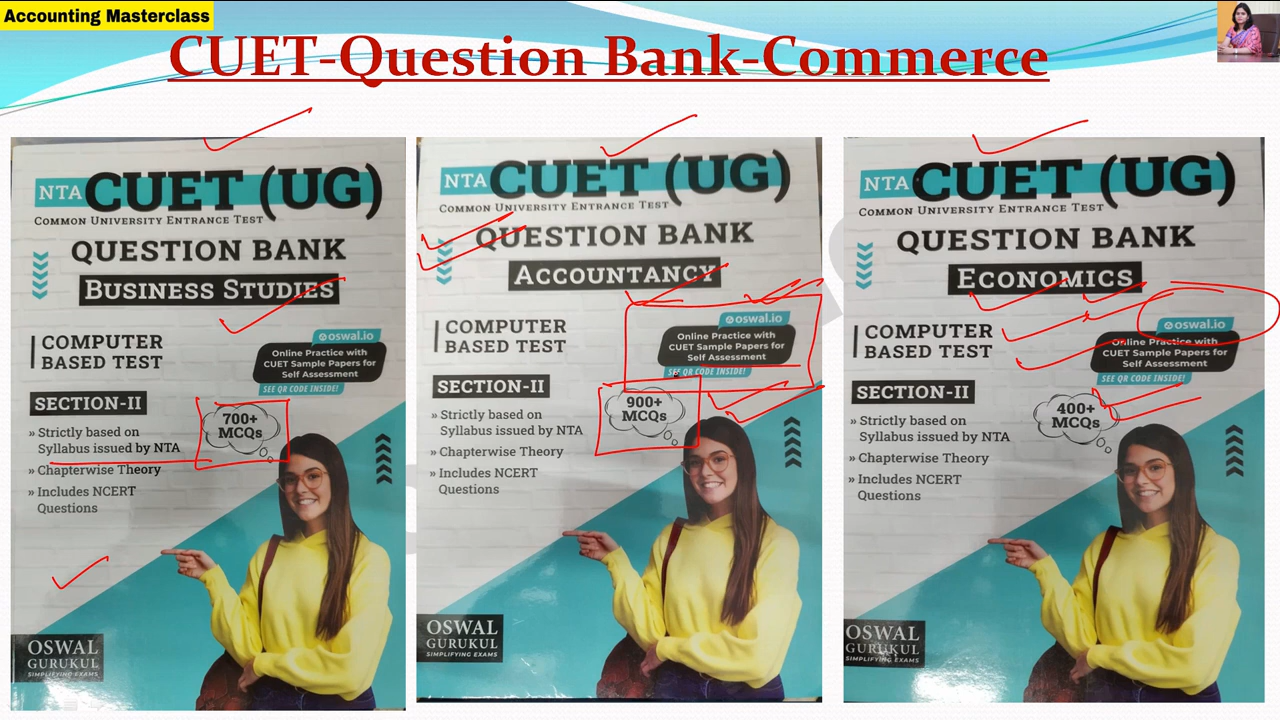 Accounting Masterclass
CUET-Question Bank-Commerce
NTA CUET (UG)
COMMON UNIVERSITY ENTRANCE TEST
QUESTION BANK
BUSINESS STUDIES
COMPUTER
BASED TEST
oswal.io
Online Practice with
CUET Sample Papers for
Self Assessment
SEE QR CODE INSIDE!
SECTION-II
700+
MCQs
» Strictly based on
Syllabus issued by NTA
» Chapterwise Theory
» Includes NCERT
Questions
OSWAL
GURUKUL
SIMPLIFYING EXAMS
NTA CUET (UG)
COMMON UNIVERSITY ENTRANCE TEST
QUESTION BANK
ACCOUNTANCY
COMPUTER
BASED TEST
oswal.io
Online Practice with
CUET Sample Papers for
Self Assessment
SEE QR CODE INSIDE!
SECTION-II
900+
MCQs
» Strictly based on
Syllabus issued by NTA
» Chapterwise Theory
» Includes NCERT
Questions
OSWAL
GURUKUL
SIMPLIFYING EXAMS
NTA CUET (UG)
COMMON UNIVERSITY ENTRANCE TEST
QUESTION BANK
ECONOMICS
COMPUTER
BASED TEST
oswal.io
Online Practice with
CUET Sample Papers for
Self Assessment
SEE QR CODE INSIDE!
SECTION-II
400+
MCQs
» Strictly based on
Syllabus issued by NTA
» Chapterwise Theory
» Includes NCERT
Questions
OSWAL
GURUKUL
SIMPLIFYING EXAMS